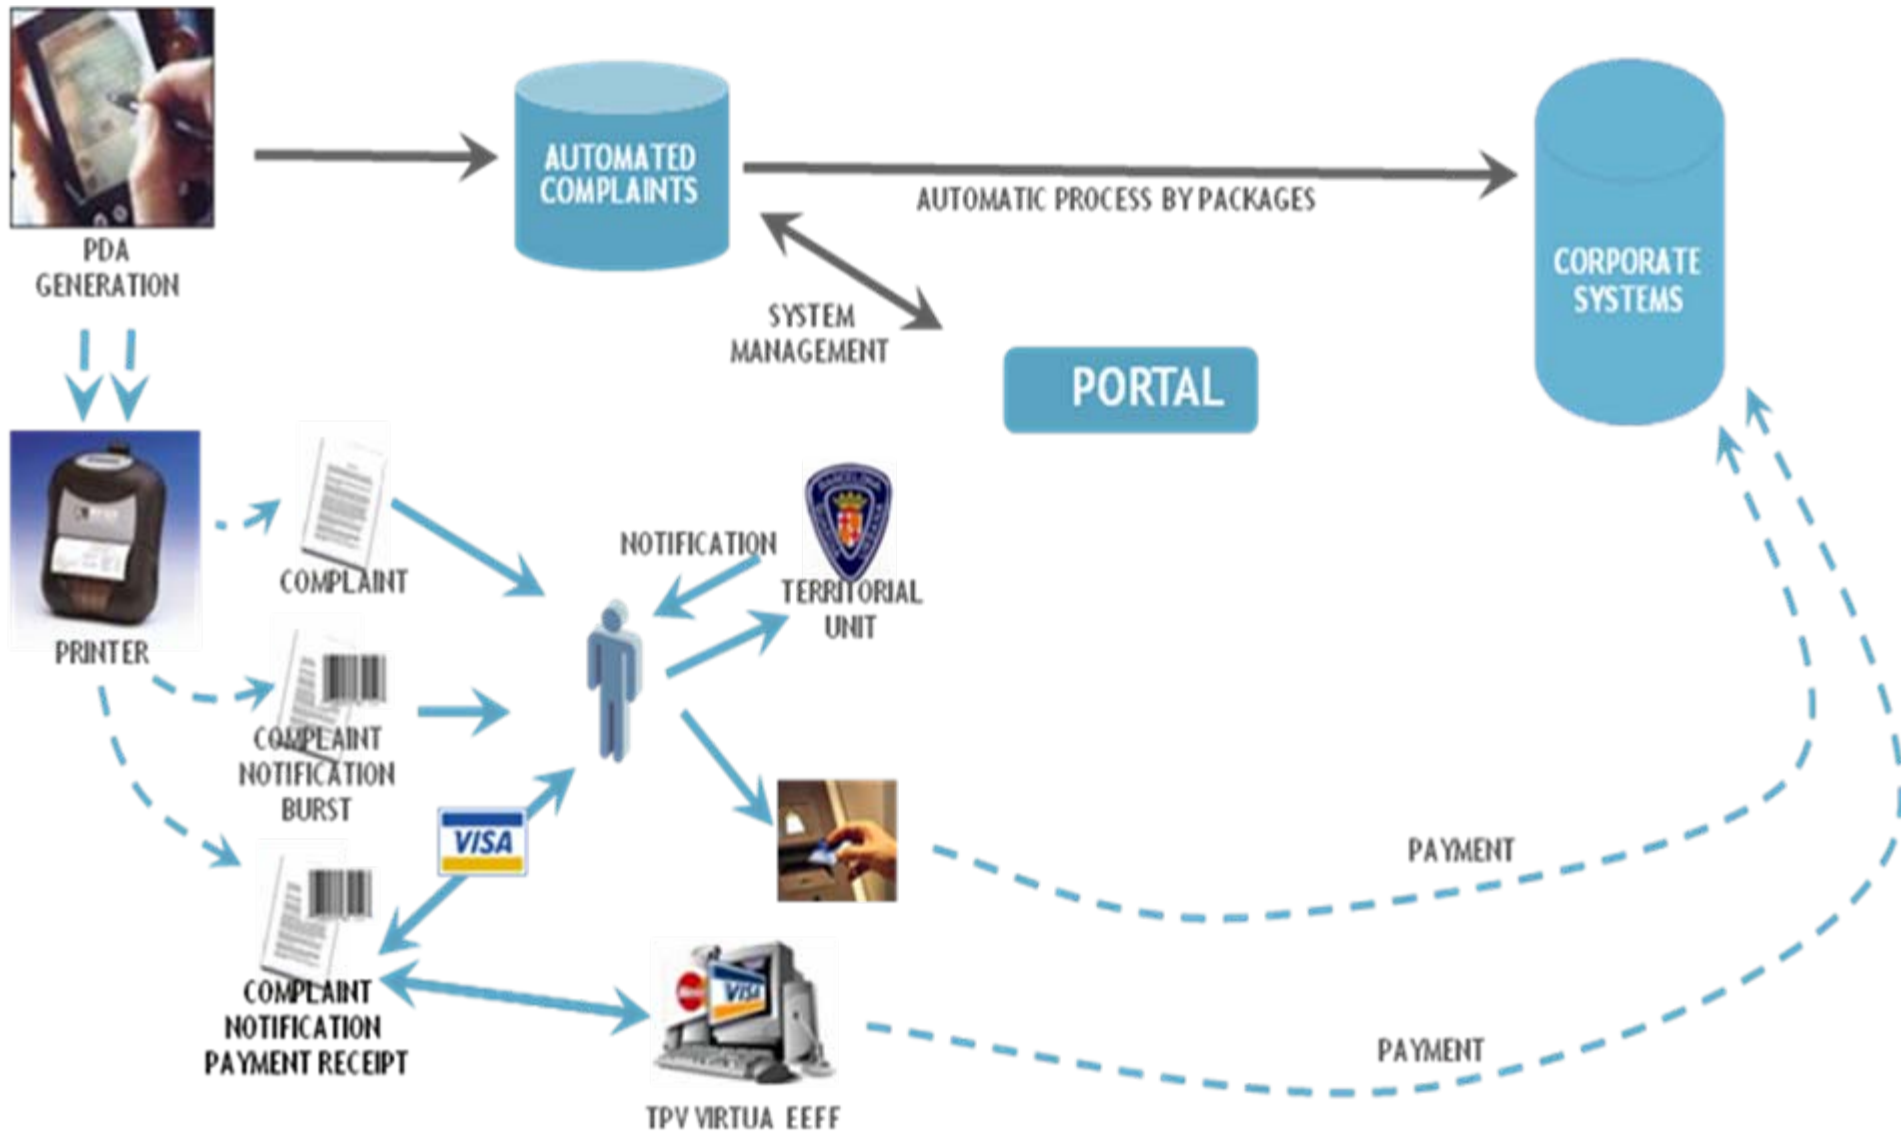 AUTOMATED
COMPLAINTS
AUTOMATIC PROCESS BY PACKAGES
PDA
GENERATION
CORPORATE
SYSTEMS
SYSTEM
MANAGEMENT
PORTAL
NOTIFICATION
COMPLAINT
TERRITORIAL
UNIT
PRINTER
COMPLAINT
NOTIFICATION
BURST
VISA
PAYMENT
VISA
COMPLAINT
NOTIFICATION
PAYMENT RECEIPT
PAYMENT
TPV VIRTUA EEFF